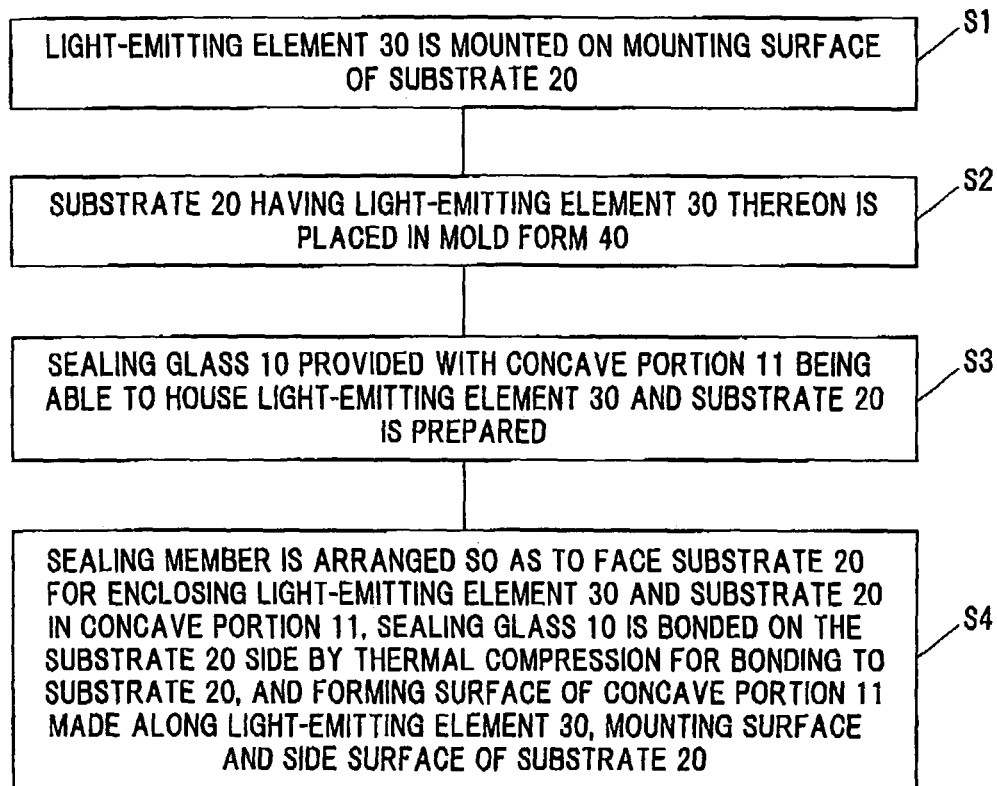 LIGHT-EMITTING ELEMENT 30 IS MOUNTED ON MOUNTING SURFACE
OF SUBSTRATE 20
S1
SUBSTRATE 20 HAVING LIGHT-EMITTING ELEMENT 30 THEREON IS
PLACED IN MOLD FORM 40
S2
SEALING GLASS 10 PROVIDED WITH CONCAVE PORTION 11 BEING
ABLE TO HOUSE LIGHT-EMITTING ELEMENT 30 AND SUBSTRATE 20
IS PREPARED
S3
SEALING MEMBER IS ARRANGED SO AS TO FACE SUBSTRATE 20
FOR ENCLOSING LIGHT-EMITTING ELEMENT 30 AND SUBSTRATE 20
IN CONCAVE PORTION 11, SEALING GLASS 10 IS BONDED ON THE
SUBSTRATE 20 SIDE BY THERMAL COMPRESSION FOR BONDING TO
SUBSTRATE 20, AND FORMING SURFACE OF CONCAVE PORTION 11
MADE ALONG LIGHT-EMITTING ELEMENT 30, MOUNTING SURFACE
AND SIDE SURFACE OF SUBSTRATE 20
S4